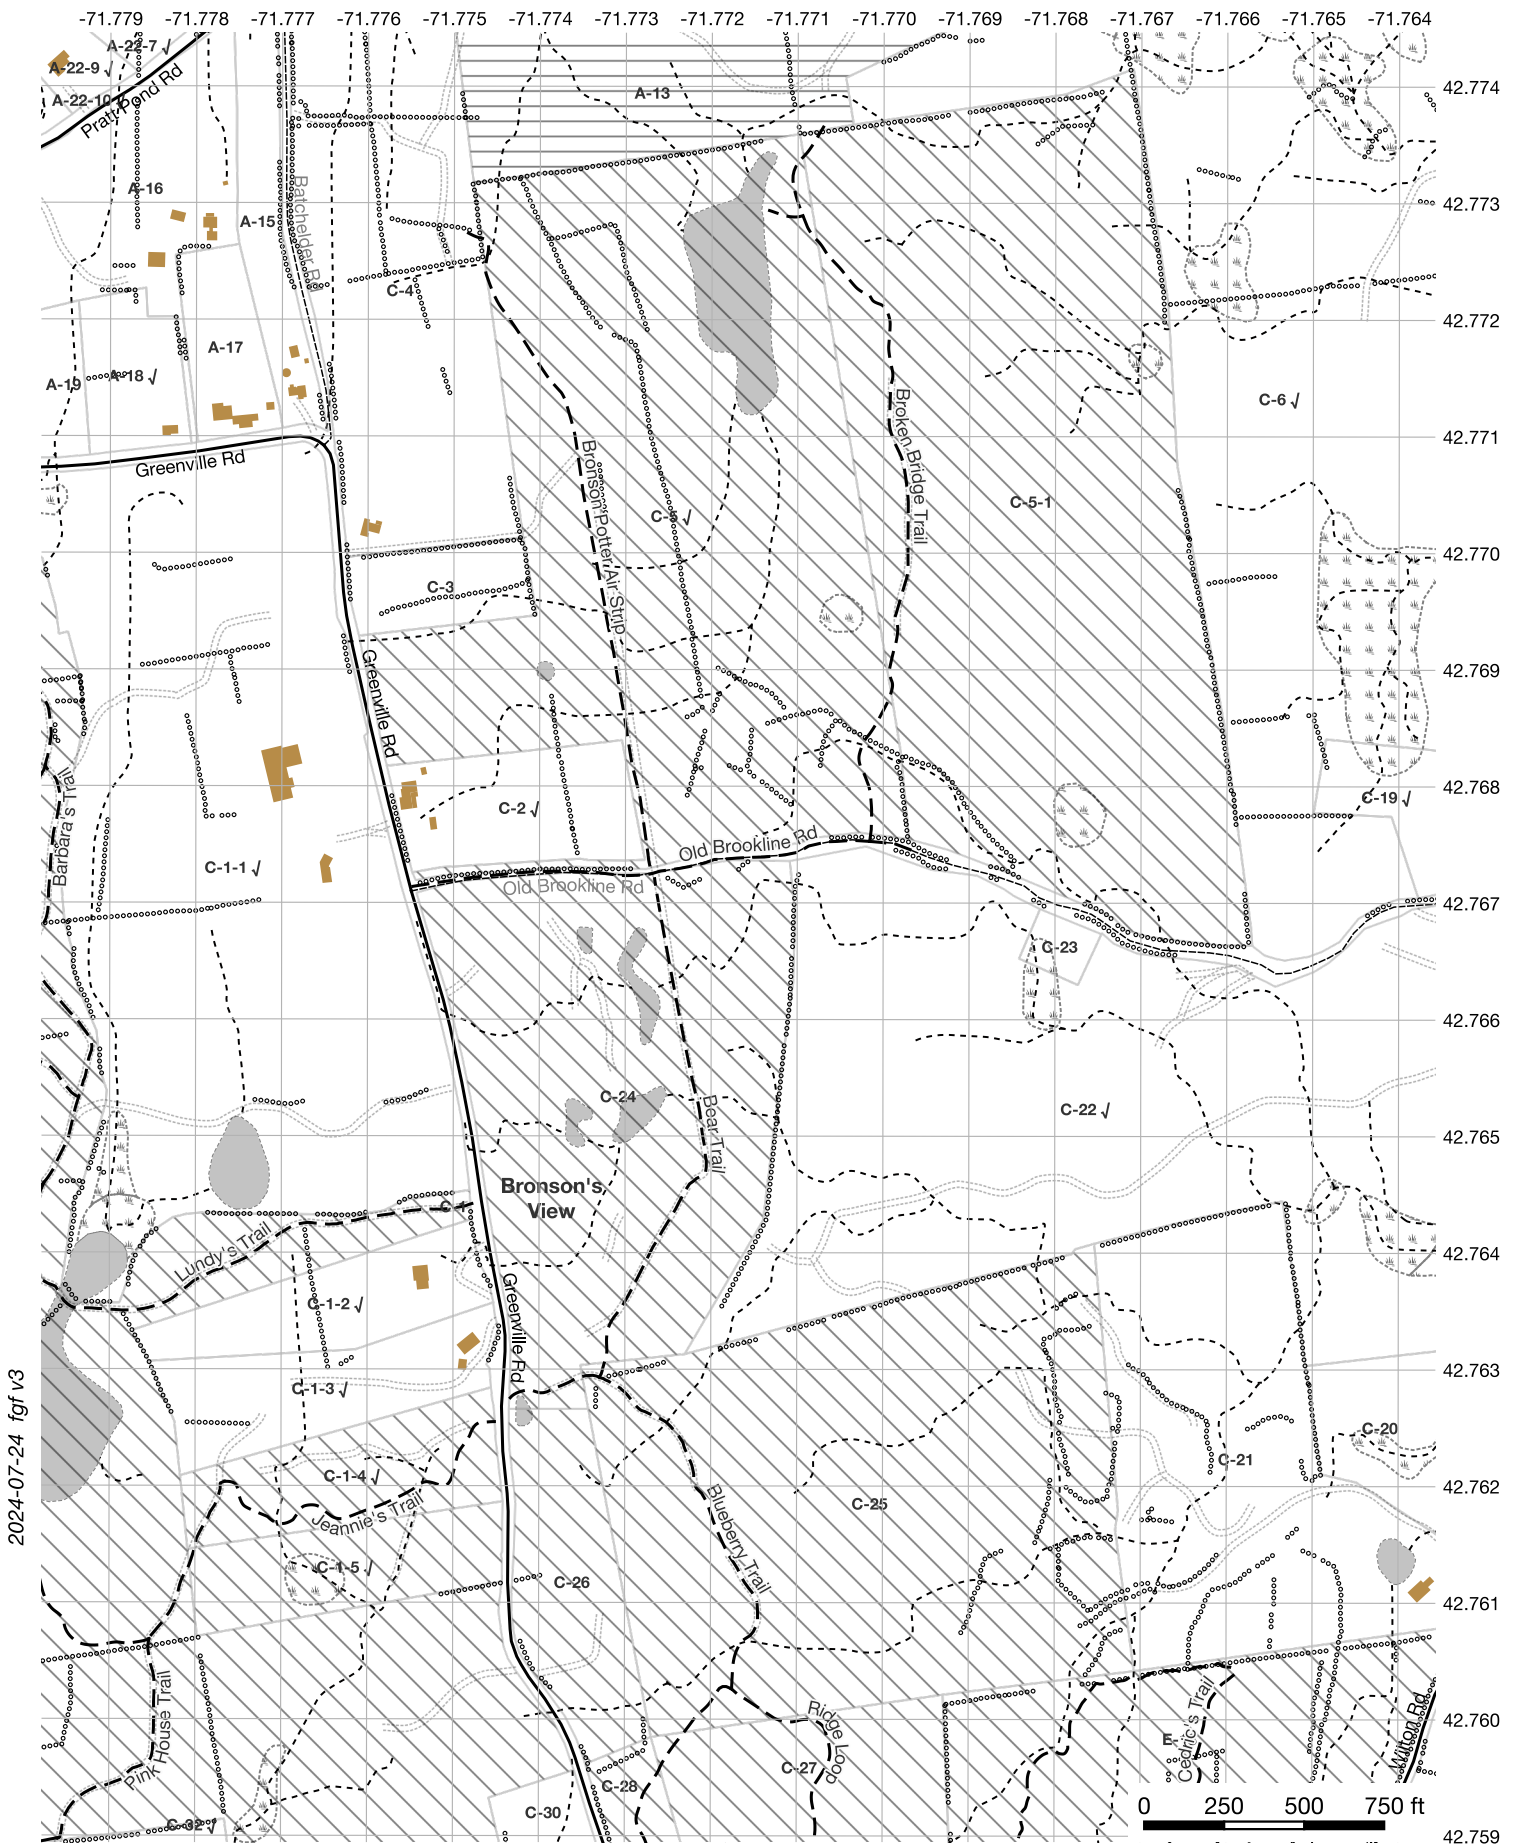 -71.779 -71.778 -71.777 -71.776 -71.775 -71.774 -71.773 -71.772 -71.771 -71.770 -71.769 -71.768 -71.767 -71.766 -71.765 -71.764
A-22-7 √
A-22-9 √
A-22-10
Pratt Pond Rd
A-13
42.774
A-16
A-15
Batchelder Rd
42.773
C-4
42.772
A-17
A-19
A-18 √
C-6 √
Greenville Rd
42.771
Bronson Potter Air Strip
Broken Bridge Trail
C-5 √
C-5-1
42.770
C-3
Greenville Rd
42.769
Barbara's Trail
C-2 √
42.768
C-19 √
Old Brookline Rd
Old Brookline Rd
C-1-1 √
42.767
C-23
42.766
C-24
Bear Trail
C-22 √
42.765
Bronson's
View
Lundy's Trail
42.764
C-1-2 √
Greenville Rd
42.763
C-1-3 √
C-20
C-21
C-1-4 √
42.762
Jeannie's Trail
Blueberry Trail
C-25
C-1-5 √
C-26
42.761
Pink House Trail
Ridge Loop
Cedric's Trail
Wilton Rd
42.760
E-
C-27
C-28
C-30
C-32 √
42.759
0 250 500 750 ft
2024-07-24 fgf v3